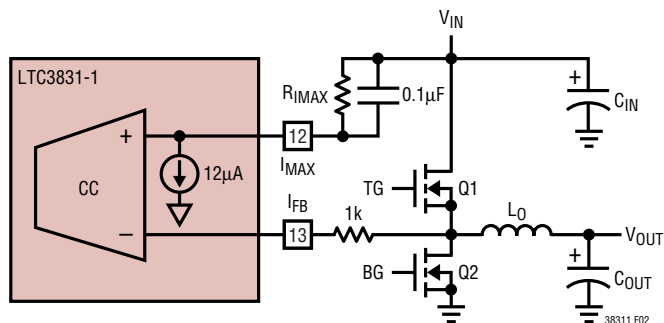 V_IN
LTC3831-1
R_IMAX
0.1µF
+
C_IN
+
12
I_MAX
12µA
CC
TG
Q1
I_FB
1k
L_O
–
13
V_OUT
BG
Q2
+
C_OUT
38311 F02